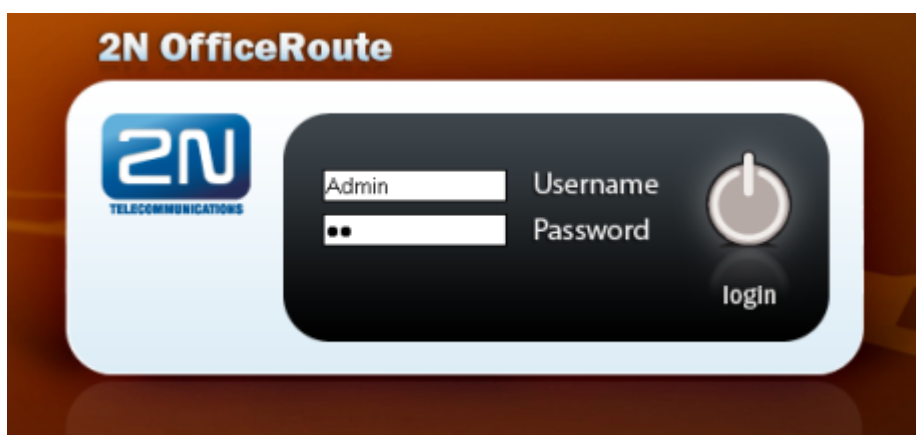 2N OfficeRoute
2N
TELECOMMUNICATIONS
Admin
Username
●●
Password
login